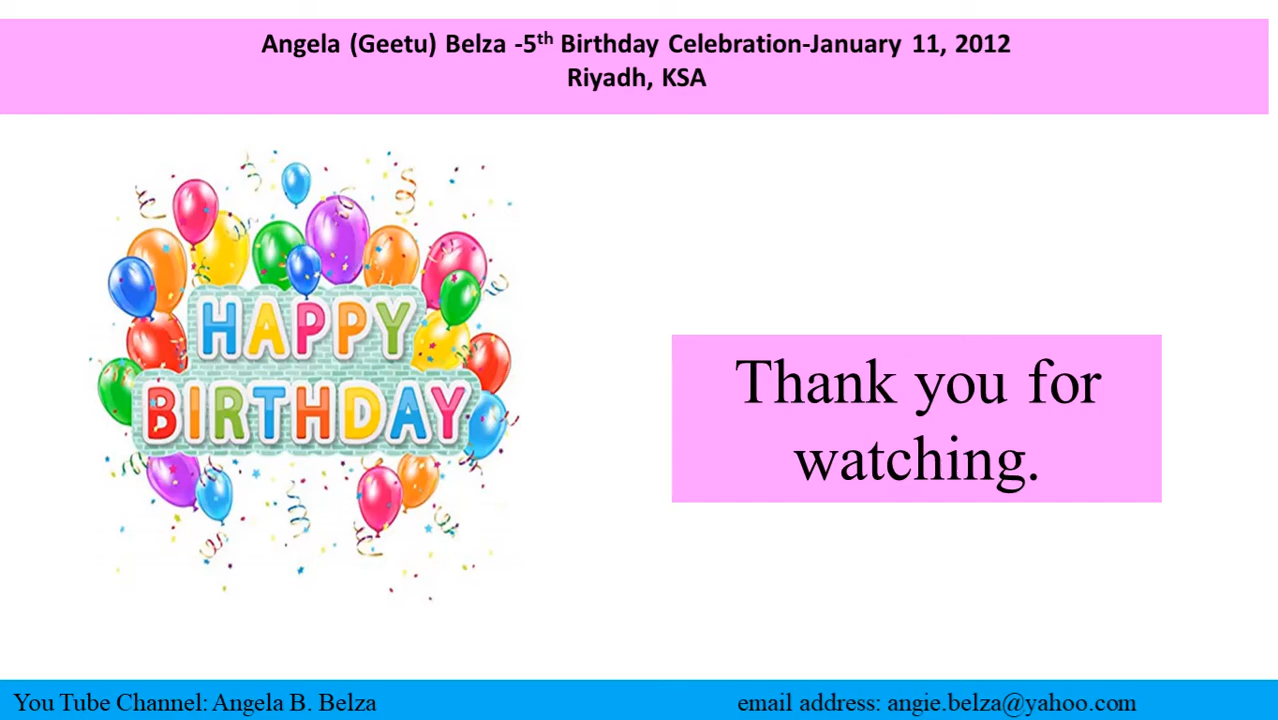 Angela (Geetu) Belza -5th Birthday Celebration-January 11, 2012
Riyadh, KSA
HAPPY
BIRTHDAY
Thank you for
watching.
You Tube Channel: Angela B. Belza
email address: angie.belza@yahoo.com